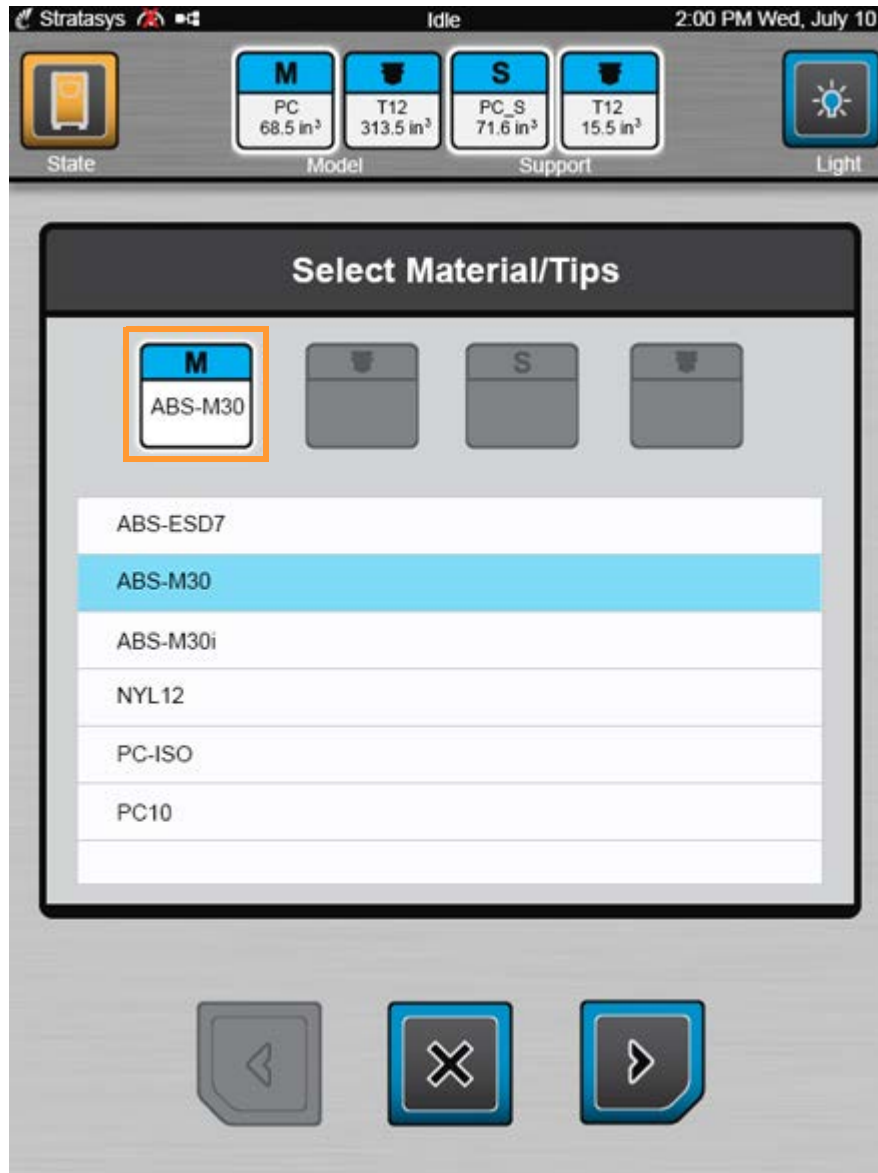 Stratasys Idle 2:00 PM Wed, July 10
M S
PC T12 PC_S T12
68.5 in³ 313.5 in³ 71.6 in³ 15.5 in³
State Model Support Light
Select Material/Tips
M S
ABS-M30
ABS-ESD7
ABS-M30
ABS-M30i
NYL12
PC-ISO
PC10